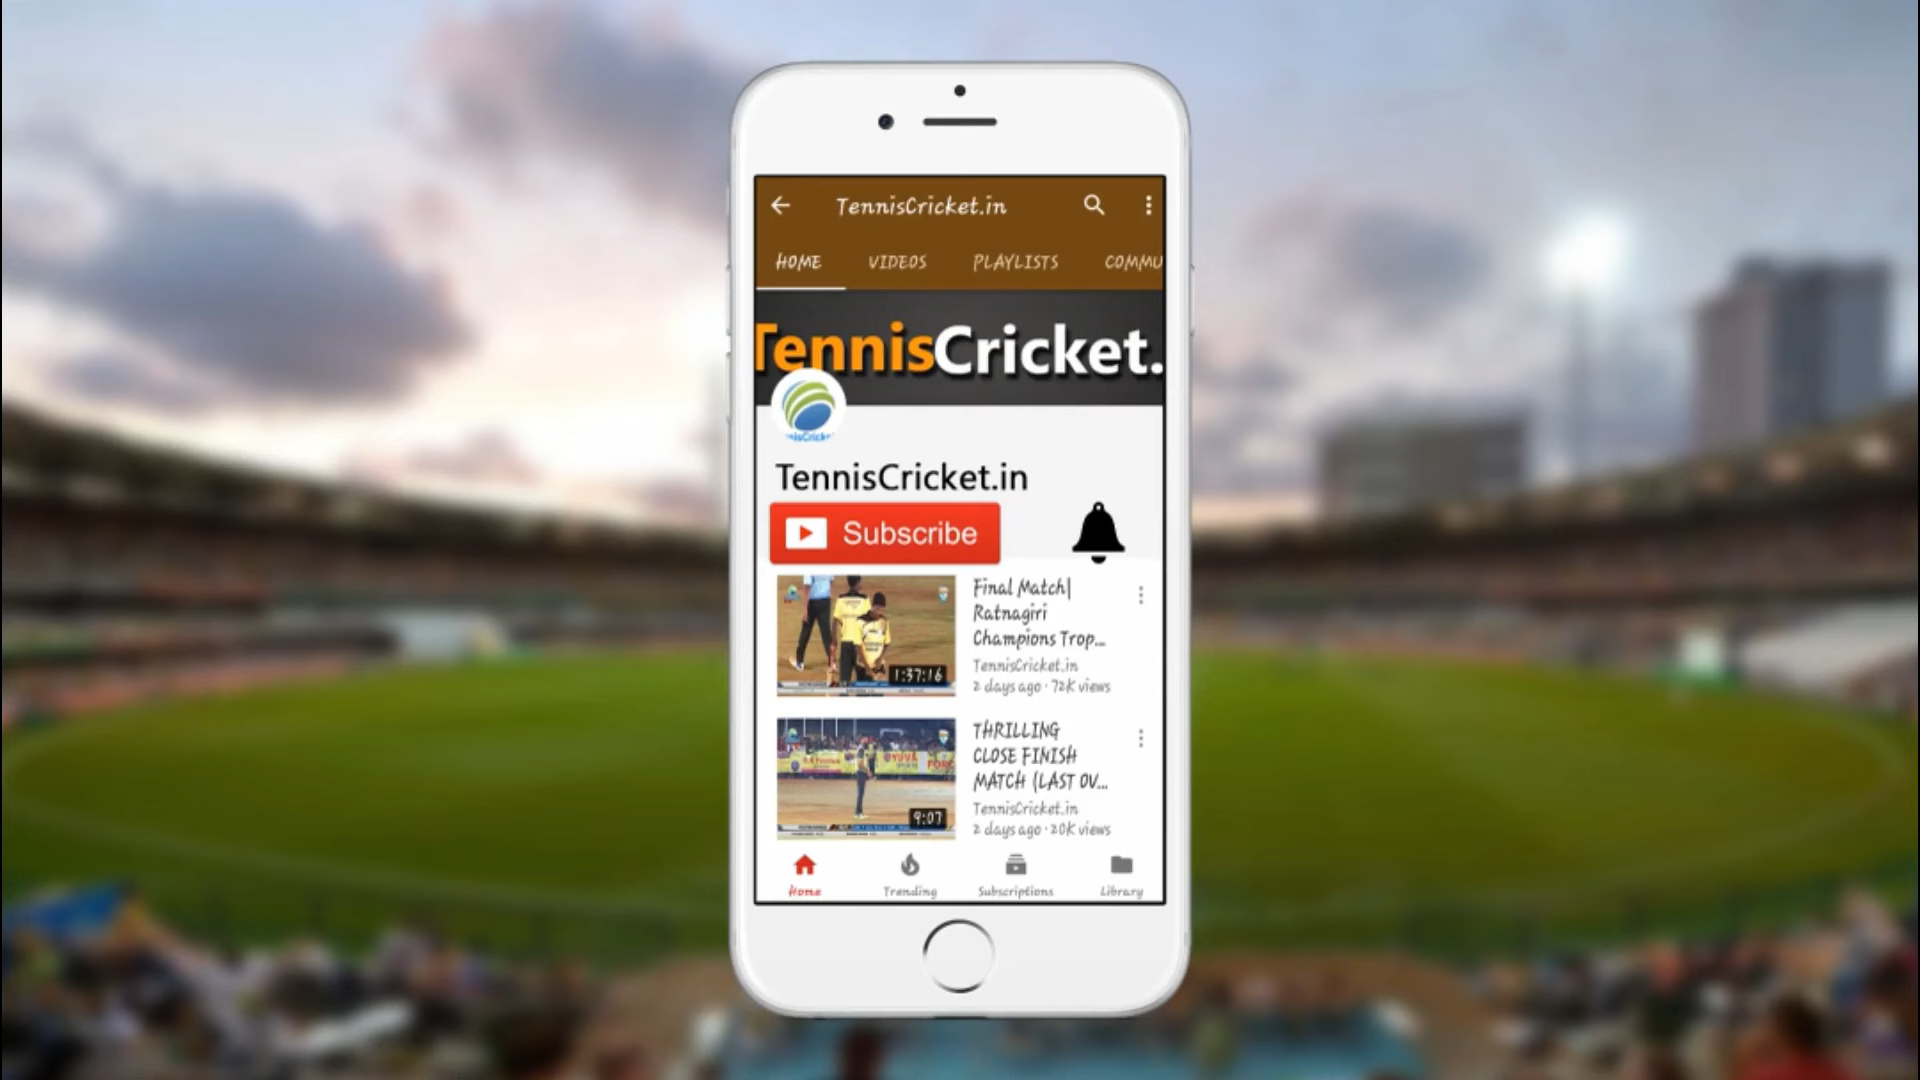 TennisCricket.in
HOME VIDEOS PLAYLISTS COMMU
TennisCricket.
TennisCricket.in
Subscribe
Final Match|
Ratnagiri
Champions Trop...
TennisCricket.in
2 days ago · 72K views
1:37:16
THRILLING
CLOSE FINISH
MATCH (LAST OV...
TennisCricket.in
2 days ago · 20K views
YUVA
9:07
Home Trending Subscriptions Library